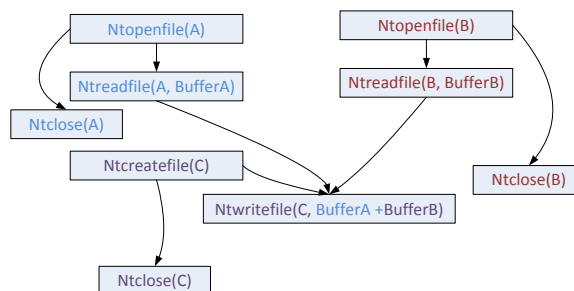 Ntopenfile(A)
Ntopenfile(B)
Ntreadfile(A, BufferA)
Ntreadfile(B, BufferB)
Ntclose(A)
Ntcreatefile(C)
Ntclose(B)
Ntwritefile(C, BufferA +BufferB)
Ntclose(C)